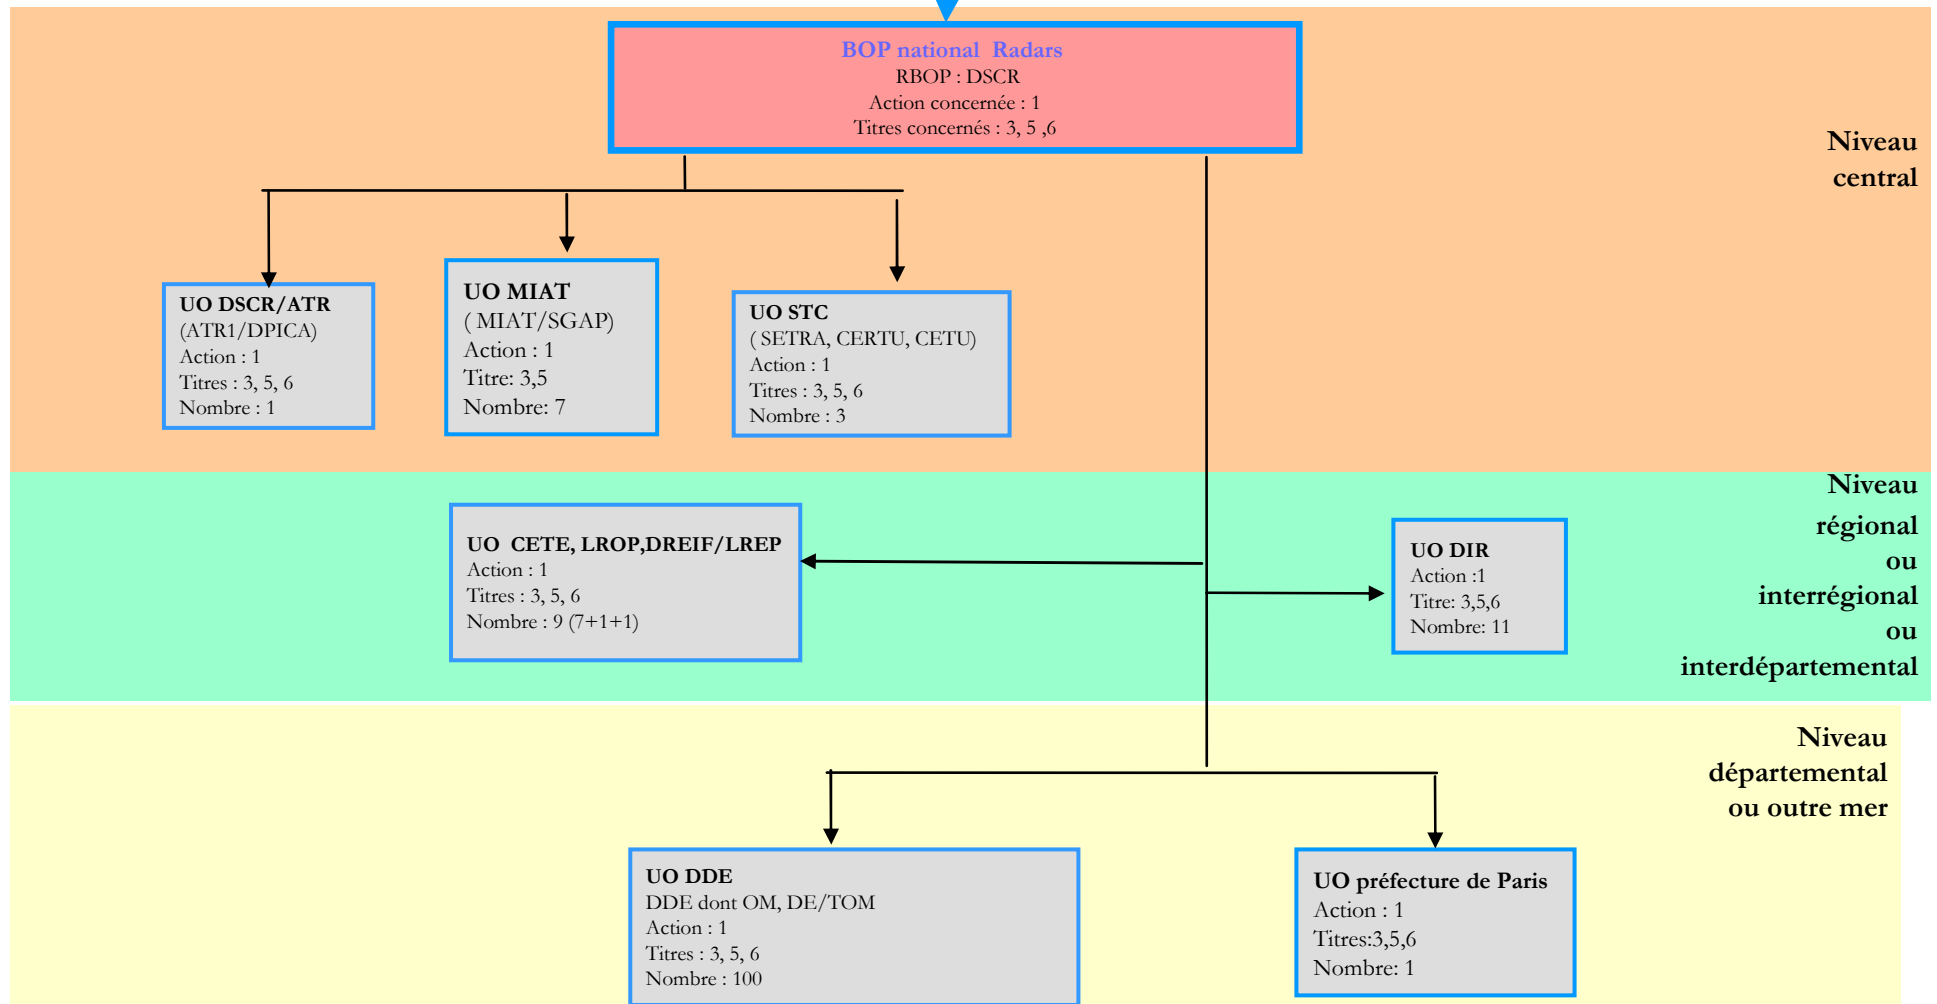 BOP national Radars
RBOP : DSCR
Action concernée : 1
Titres concernés : 3, 5 ,6
Niveau
central
UO DSCR/ATR
(ATR1/DPICA)
Action : 1
Titres : 3, 5, 6
Nombre : 1
UO MIAT
( MIAT/SGAP)
Action : 1
Titre: 3,5
Nombre: 7
UO STC
( SETRA, CERTU, CETU)
Action : 1
Titres : 3, 5, 6
Nombre : 3
Niveau
régional
ou
interrégional
ou
interdépartemental
UO CETE, LROP,DREIF/LREP
Action : 1
Titres : 3, 5, 6
Nombre : 9 (7+1+1)
UO DIR
Action :1
Titre: 3,5,6
Nombre: 11
Niveau
départemental
ou outre mer
UO DDE
DDE dont OM, DE/TOM
Action : 1
Titres : 3, 5, 6
Nombre : 100
UO préfecture de Paris
Action : 1
Titres:3,5,6
Nombre: 1